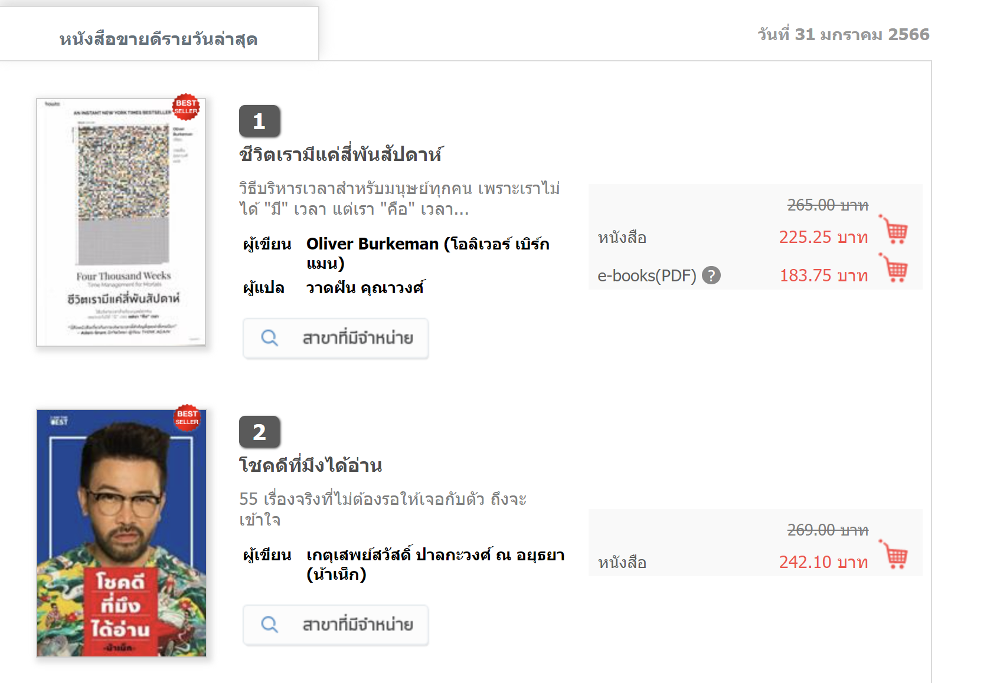 หนังสือขายดีรายวันล่าสุด
วันที่ 31 มกราคม 2566
howto
AN INSTANT NEW YORK TIMES BESTSELLER
BEST
SELLER
Oliver
Burkeman
Four Thousand Weeks
Time Management for Mortals
ชีวิตเรามีแค่สี่พันสัปดาห์
1
ชีวิตเรามีแค่สี่พันสัปดาห์
วิธีบริหารเวลาสำหรับมนุษย์ทุกคน เพราะเราไม่
ได้ "มี" เวลา แต่เรา "คือ" เวลา...
ผู้เขียน Oliver Burkeman (โอลิเวอร์ เบิร์ก
แมน)
ผู้แปล วาดฝัน คุณาวงศ์
สาขาที่มีจำหน่าย
265.00 บาท
หนังสือ 225.25 บาท
e-books(PDF) ? 183.75 บาท
BEST
BEST
SELLER
โชคดี
ที่มึง
ได้อ่าน
-น้าเน็ก-
2
โชคดีที่มึงได้อ่าน
55 เรื่องจริงที่ไม่ต้องรอให้เจอกับตัว ถึงจะ
เข้าใจ
ผู้เขียน เกตุเสพย์สวัสดิ์ ปาลกะวงศ์ ณ อยุธยา
(น้าเน็ก)
สาขาที่มีจำหน่าย
269.00 บาท
หนังสือ 242.10 บาท